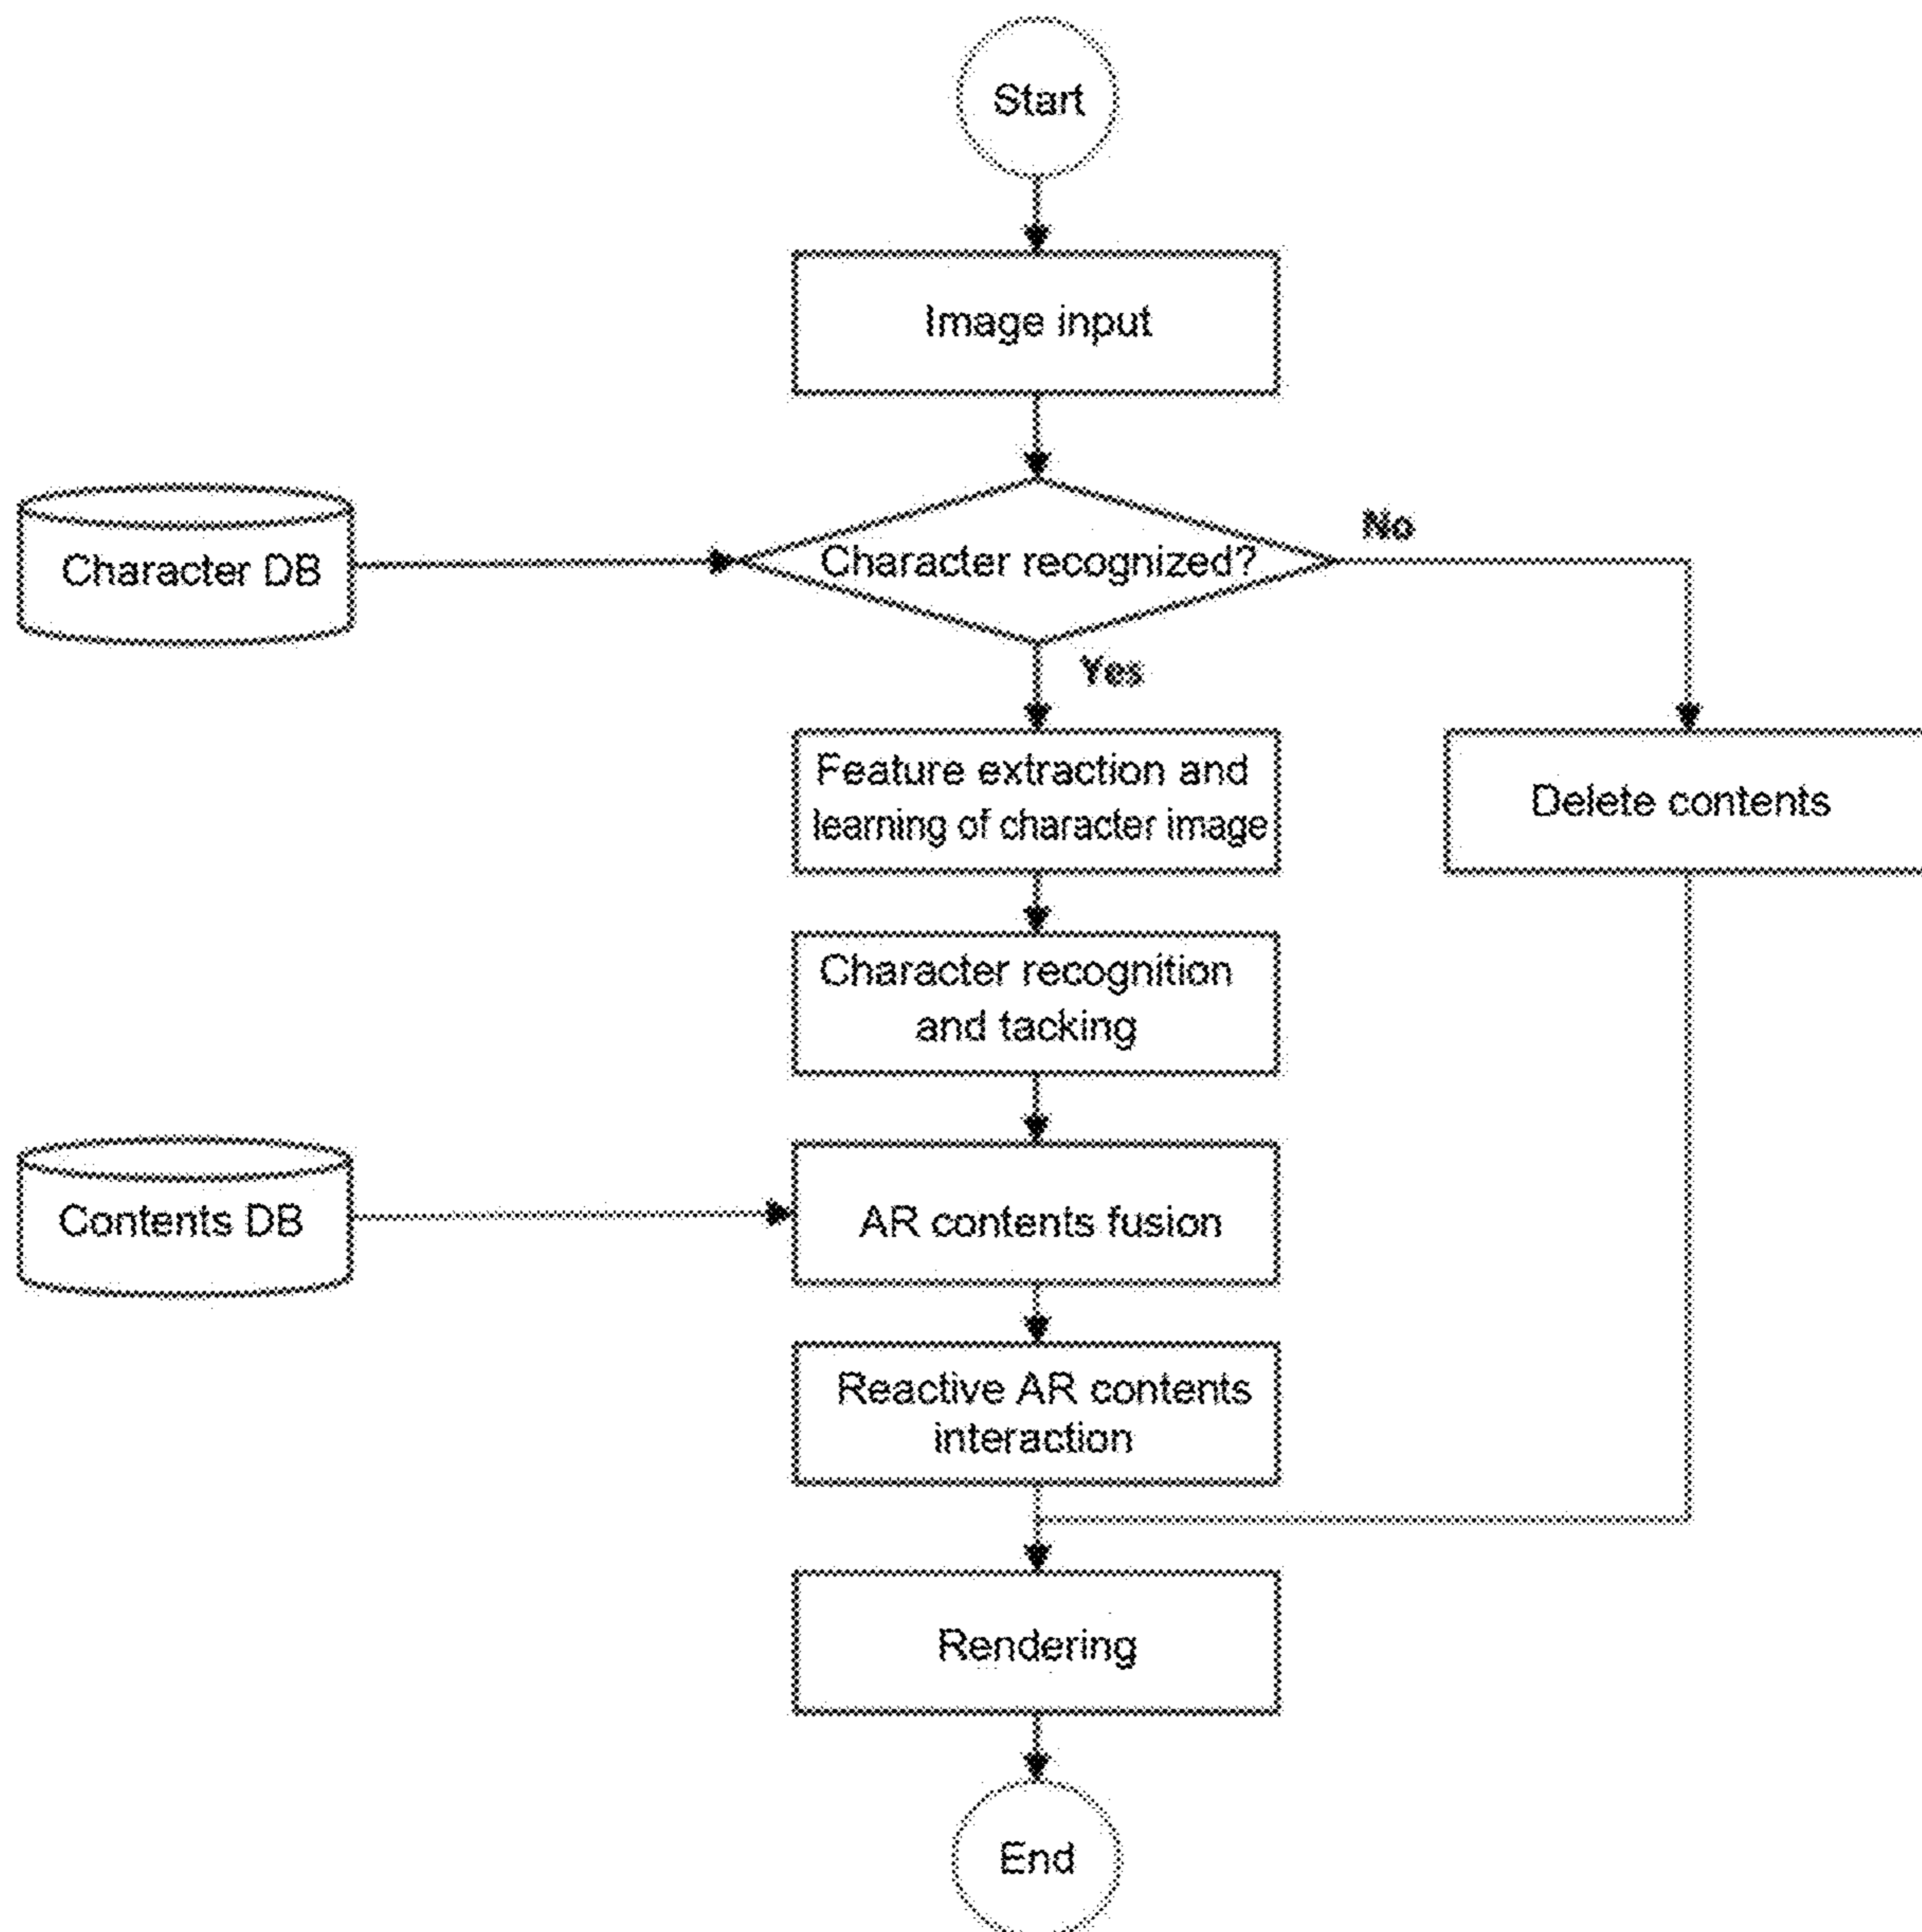 Start
Image input
Character DB
Character recognized?
No
Yes
Feature extraction and
learning of character image
Delete contents
Character recognition
and tacking
Contents DB
AR contents fusion
Reactive AR contents
interaction
Rendering
End